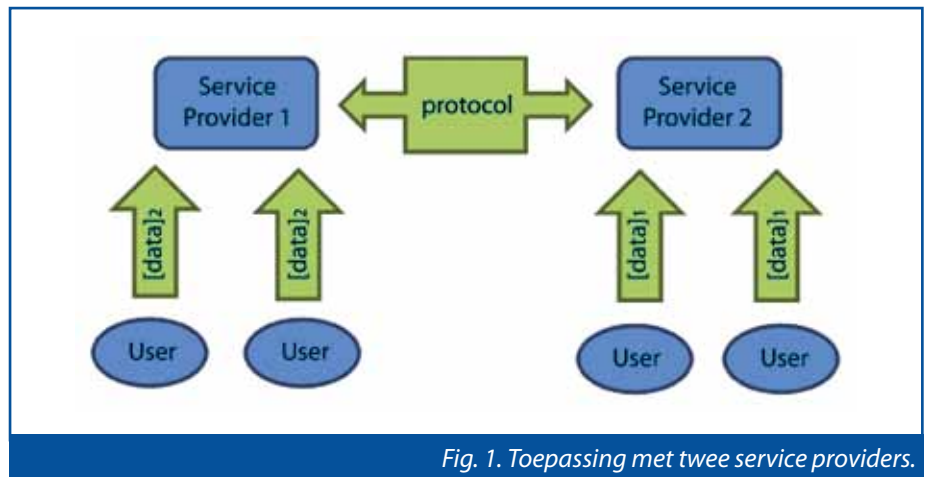 Service
Provider 1
protocol
Service
Provider 2
[data]2
[data]2
[data]1
[data]1
User
User
User
User
Fig. 1. Toepassing met twee service providers.